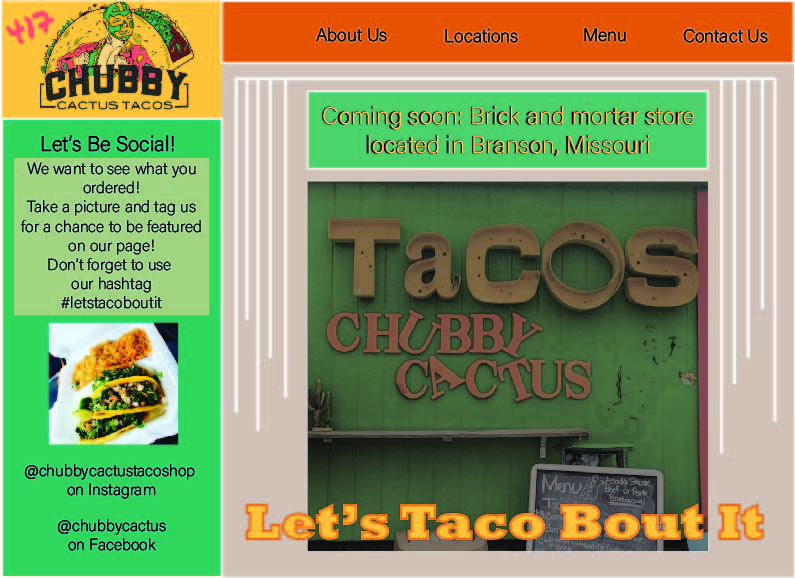 417
CHUBBY
CACTUS TACOS
About Us
Locations
Menu
Contact Us
Let's Be Social!
We want to see what you
ordered!
Take a picture and tag us
for a chance to be featured
on our page!
Don't forget to use
our hashtag
#letstacoboutit
@chubbycactustacoshop
on Instagram
@chubbycactus
on Facebook
Coming soon: Brick and mortar store
located in Branson, Missouri
TaCOS
CHUBBY
CACTUS
Menu
Beef or Pork
Let's Taco Bout It